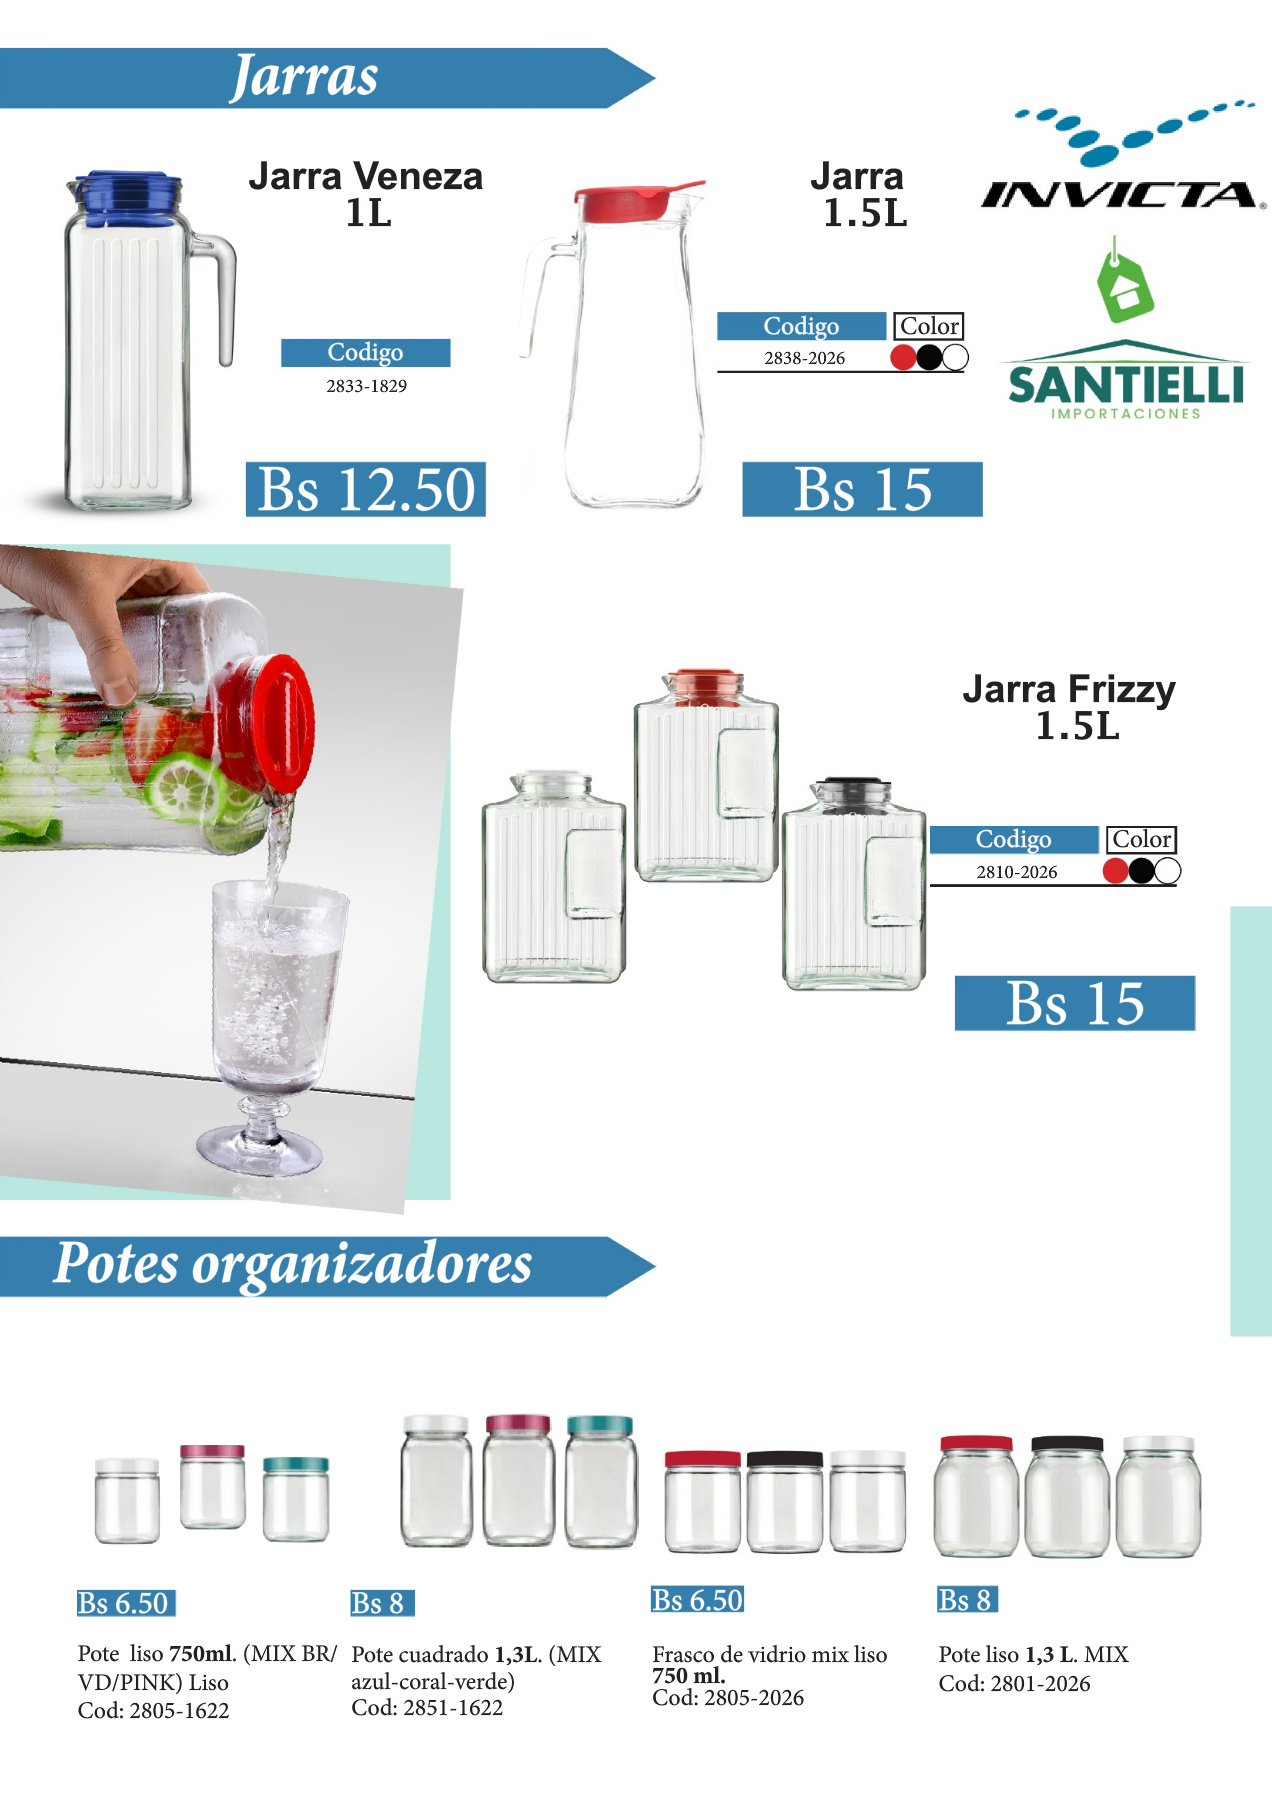 Jarras
INVICTA®
SANTIELLI
IMPORTACIONES
Jarra Veneza
1L
Codigo
2833-1829
Bs 12.50
Jarra
1.5L
Codigo Color
2838-2026
Bs 15
Jarra Frizzy
1.5L
Codigo Color
2810-2026
Bs 15
Potes organizadores
Bs 6.50
Pote liso 750ml. (MIX BR/
VD/PINK) Liso
Cod: 2805-1622
Bs 8
Pote cuadrado 1,3L. (MIX
azul-coral-verde)
Cod: 2851-1622
Bs 6.50
Frasco de vidrio mix liso
750 ml.
Cod: 2805-2026
Bs 8
Pote liso 1,3 L. MIX
Cod: 2801-2026